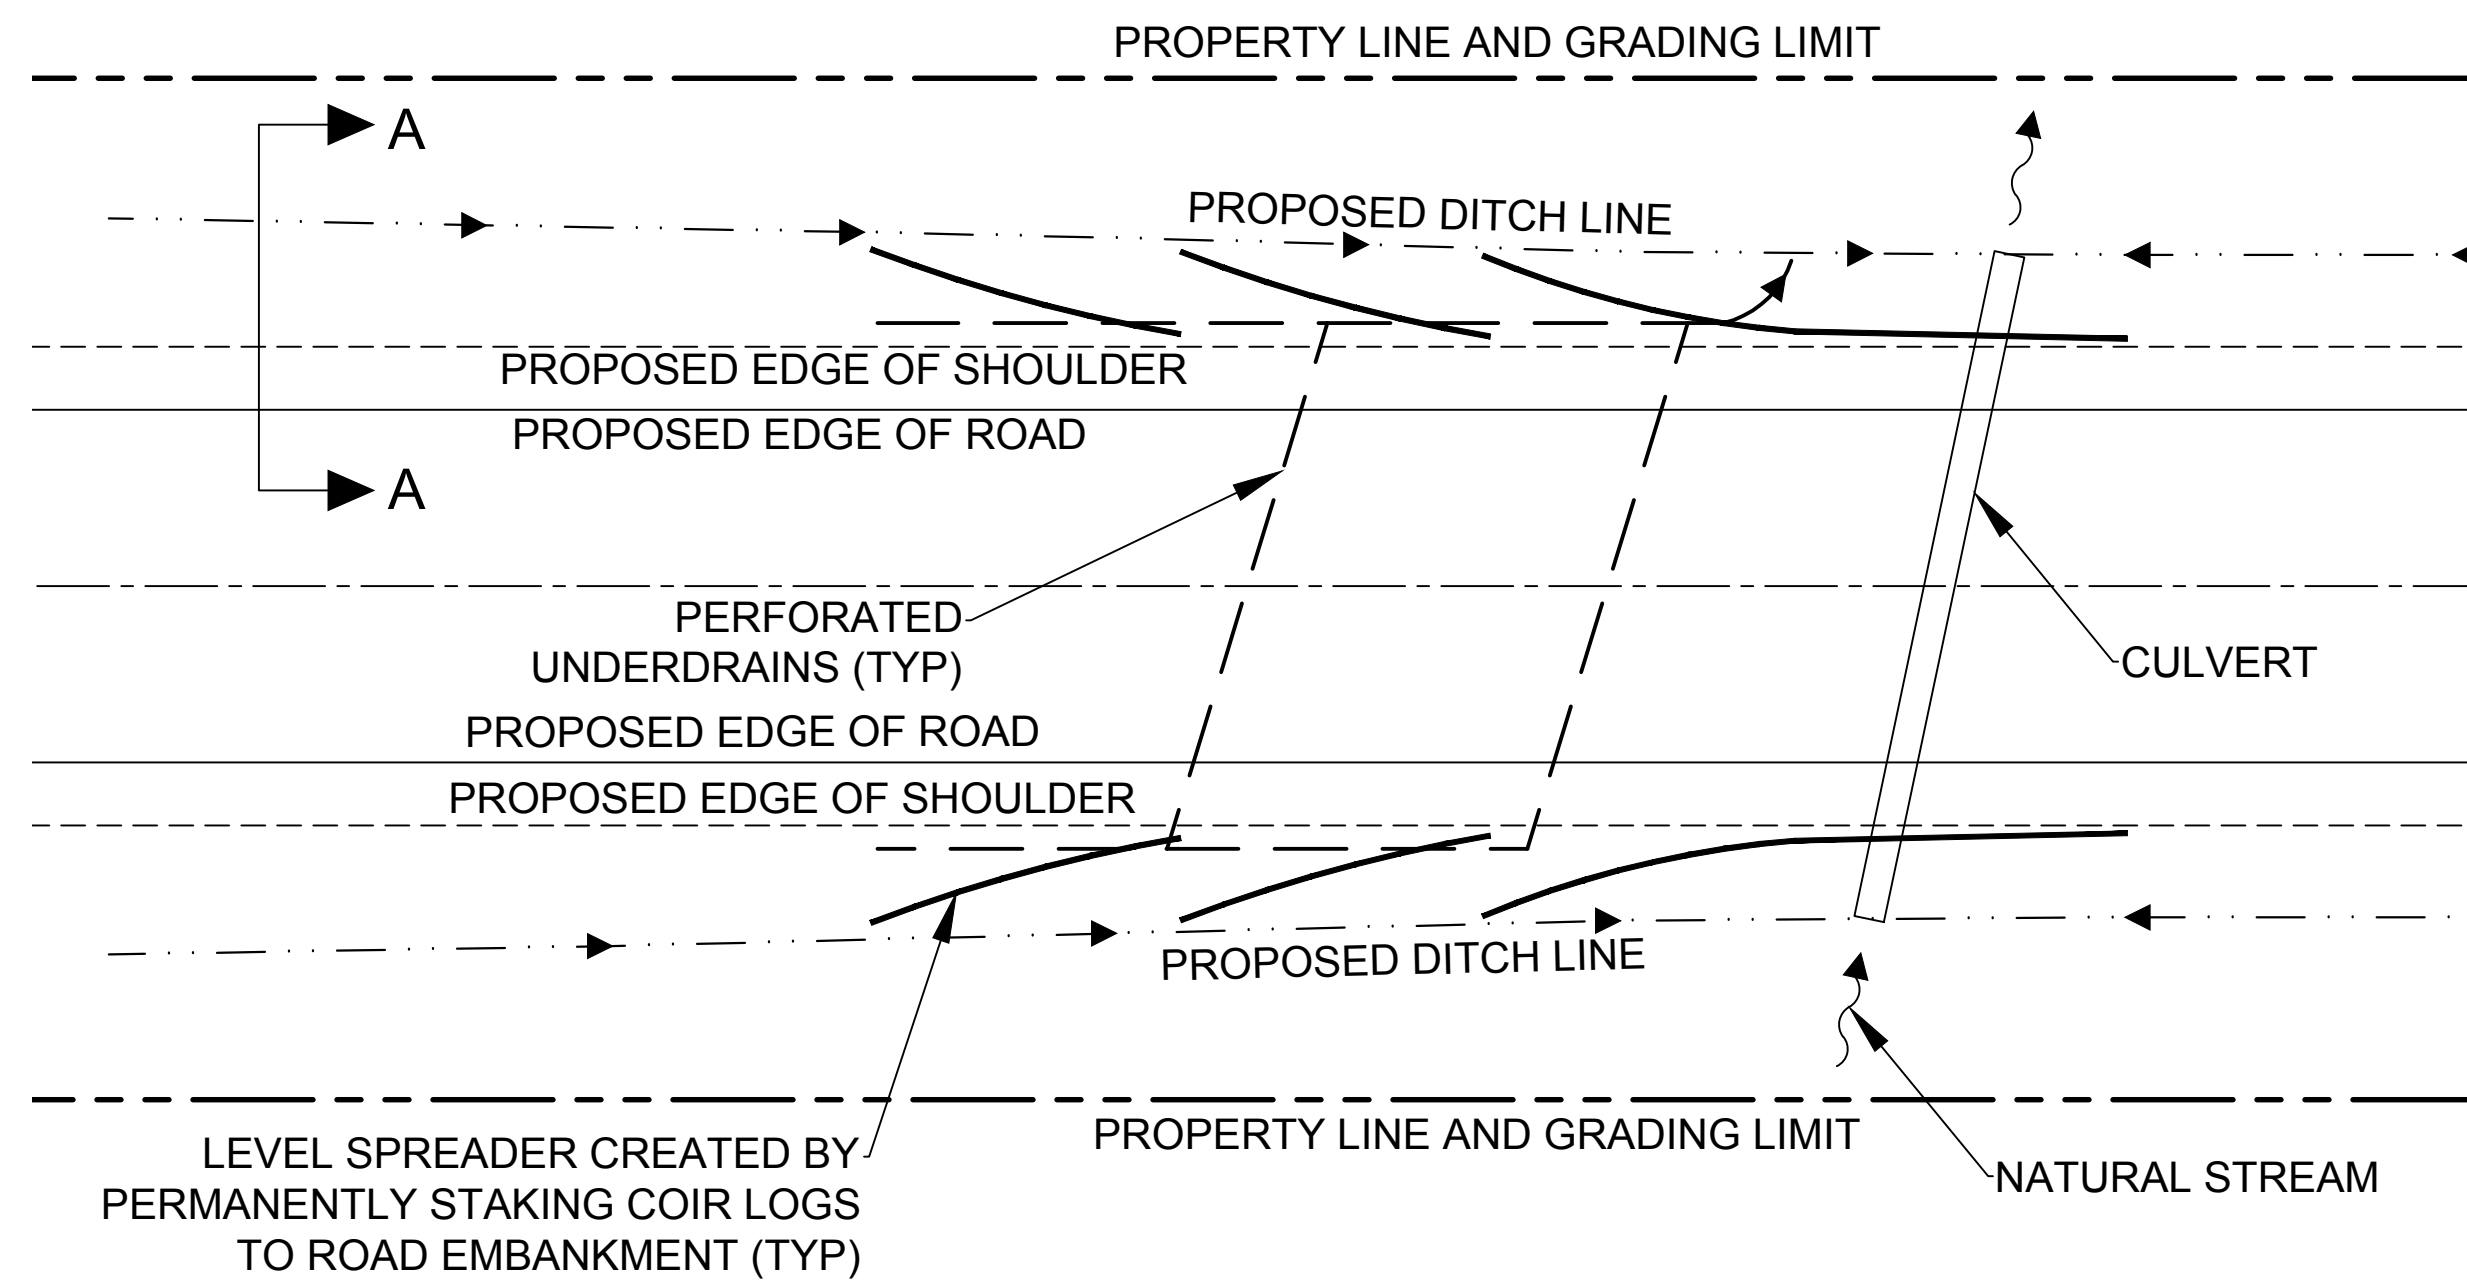 PROPERTY LINE AND GRADING LIMIT
A
PROPOSED DITCH LINE
PROPOSED EDGE OF SHOULDER
PROPOSED EDGE OF ROAD
A
PERFORATED
UNDERDRAINS (TYP)
CULVERT
PROPOSED EDGE OF ROAD
PROPOSED EDGE OF SHOULDER
PROPOSED DITCH LINE
PROPERTY LINE AND GRADING LIMIT
LEVEL SPREADER CREATED BY
PERMANENTLY STAKING COIR LOGS
TO ROAD EMBANKMENT (TYP)
NATURAL STREAM